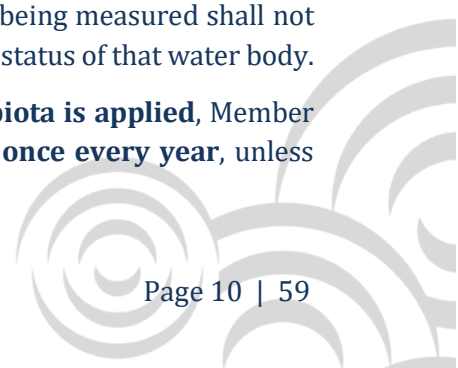 being measured shall not
status of that water body.
biota is applied, Member
once every year, unless
Page 10 | 59